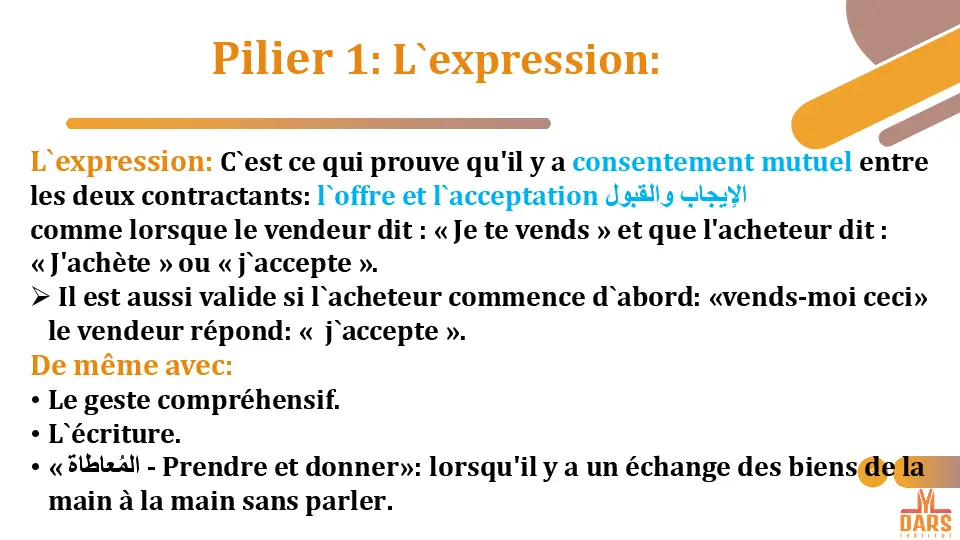 Pilier 1: L`expression:
L`expression: C`est ce qui prouve qu'il y a consentement mutuel entre
les deux contractants: l`offre et l`acceptation الإيجاب والقبول
comme lorsque le vendeur dit : « Je te vends » et que l'acheteur dit :
« J'achète » ou « j`accepte ».
➢ Il est aussi valide si l`acheteur commence d`abord: «vends-moi ceci»
le vendeur répond: «  j`accepte ».
De même avec:
• Le geste compréhensif.
• L`écriture.
• « المُعاطاة - Prendre et donner»: lorsqu'il y a un échange des biens de la
main à la main sans parler.
DARS
INSTITUT